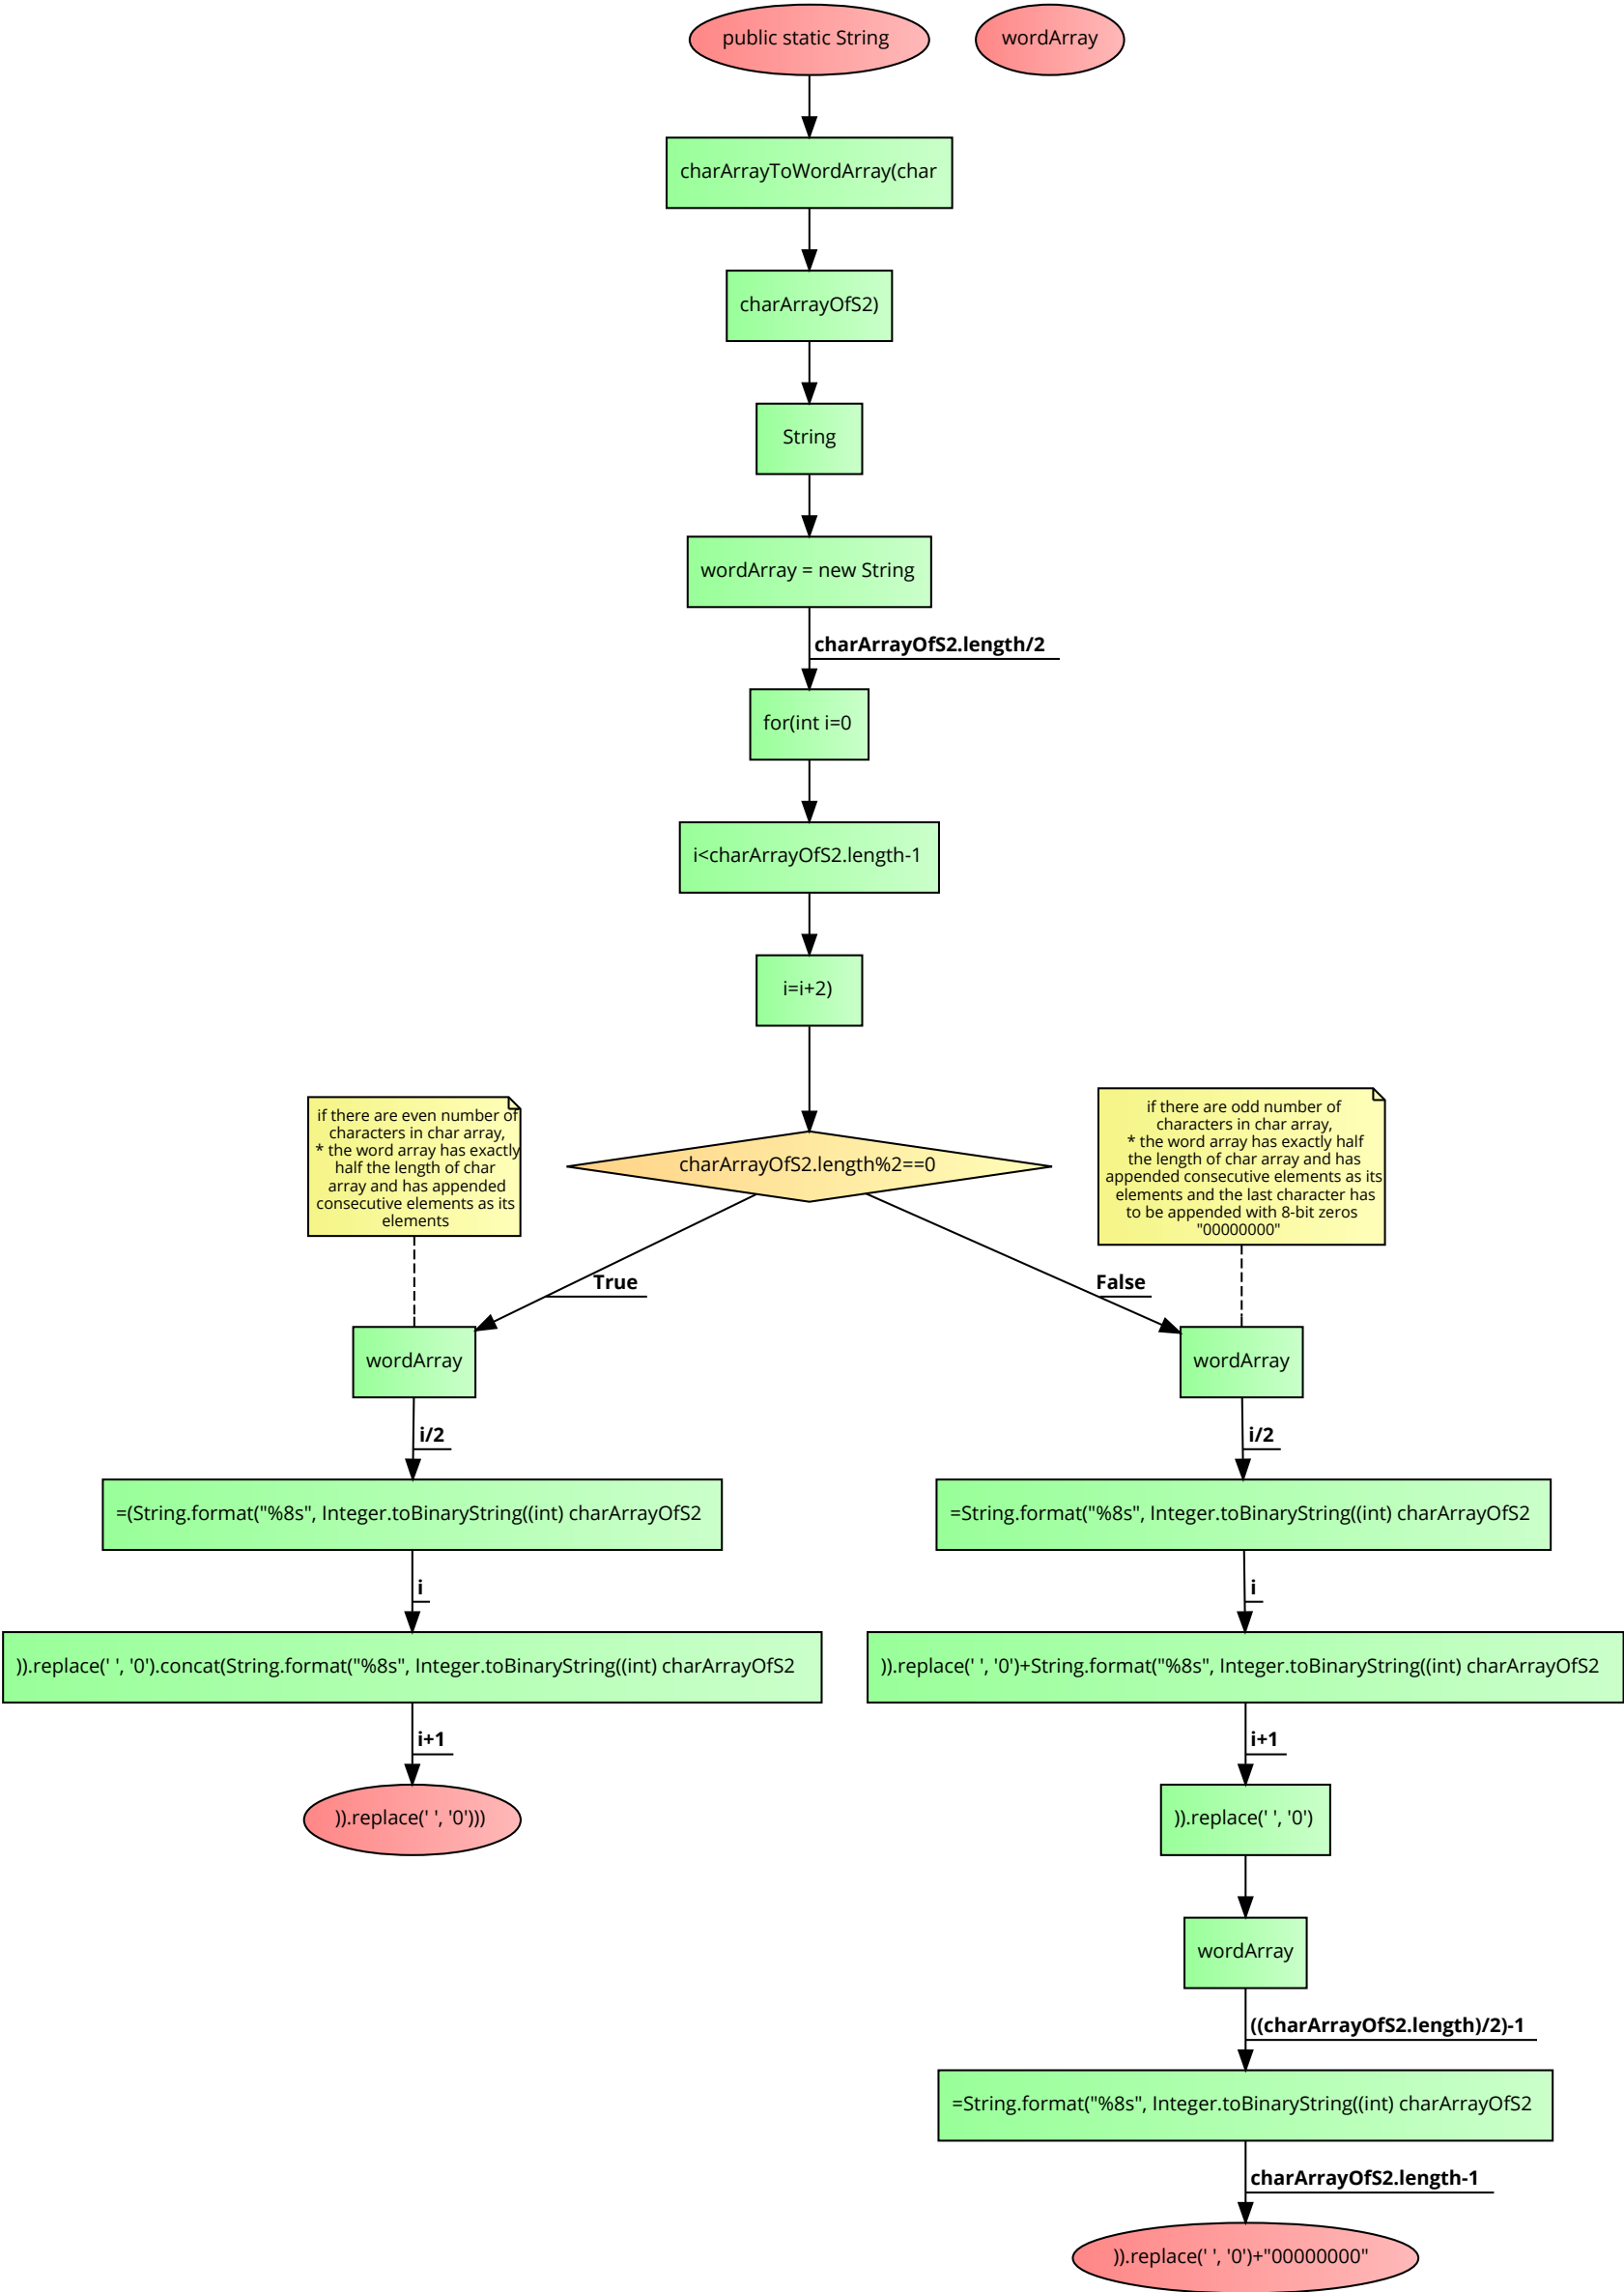 public static String
wordArray
charArrayToWordArray(char
charArrayOfS2)
String
wordArray = new String
charArrayOfS2.length/2
for(int i=0
i<charArrayOfS2.length-1
i=i+2)
if there are even number of
characters in char array,
* the word array has exactly
half the length of char
array and has appended
consecutive elements as its
elements
charArrayOfS2.length%2==0
if there are odd number of
characters in char array,
* the word array has exactly half
the length of char array and has
appended consecutive elements as its
elements and the last character has
to be appended with 8-bit zeros
"00000000"
True
False
wordArray
wordArray
i/2
i/2
=(String.format("%8s", Integer.toBinaryString((int) charArrayOfS2
=String.format("%8s", Integer.toBinaryString((int) charArrayOfS2
i
i
)).replace(' ', '0').concat(String.format("%8s", Integer.toBinaryString((int) charArrayOfS2
)).replace(' ', '0')+String.format("%8s", Integer.toBinaryString((int) charArrayOfS2
i+1
i+1
)).replace(' ', '0')))
)).replace(' ', '0')
wordArray
((charArrayOfS2.length)/2)-1
=String.format("%8s", Integer.toBinaryString((int) charArrayOfS2
charArrayOfS2.length-1
)).replace(' ', '0')+"00000000"